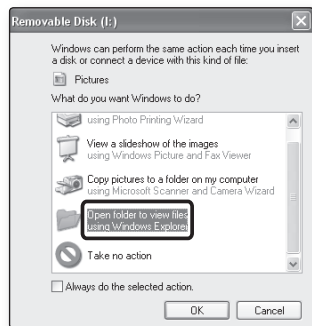 Removable Disk (I:)
Windows can perform the same action each time you insert
a disk or connect a device with this kind of file:
Pictures
What do you want Windows to do?
using Photo Printing Wizard
View a slideshow of the images
using Windows Picture and Fax Viewer
Copy pictures to a folder on my computer
using Microsoft Scanner and Camera Wizard
Open folder to view files
using Windows Explorer
Take no action
Always do the selected action.
OK Cancel